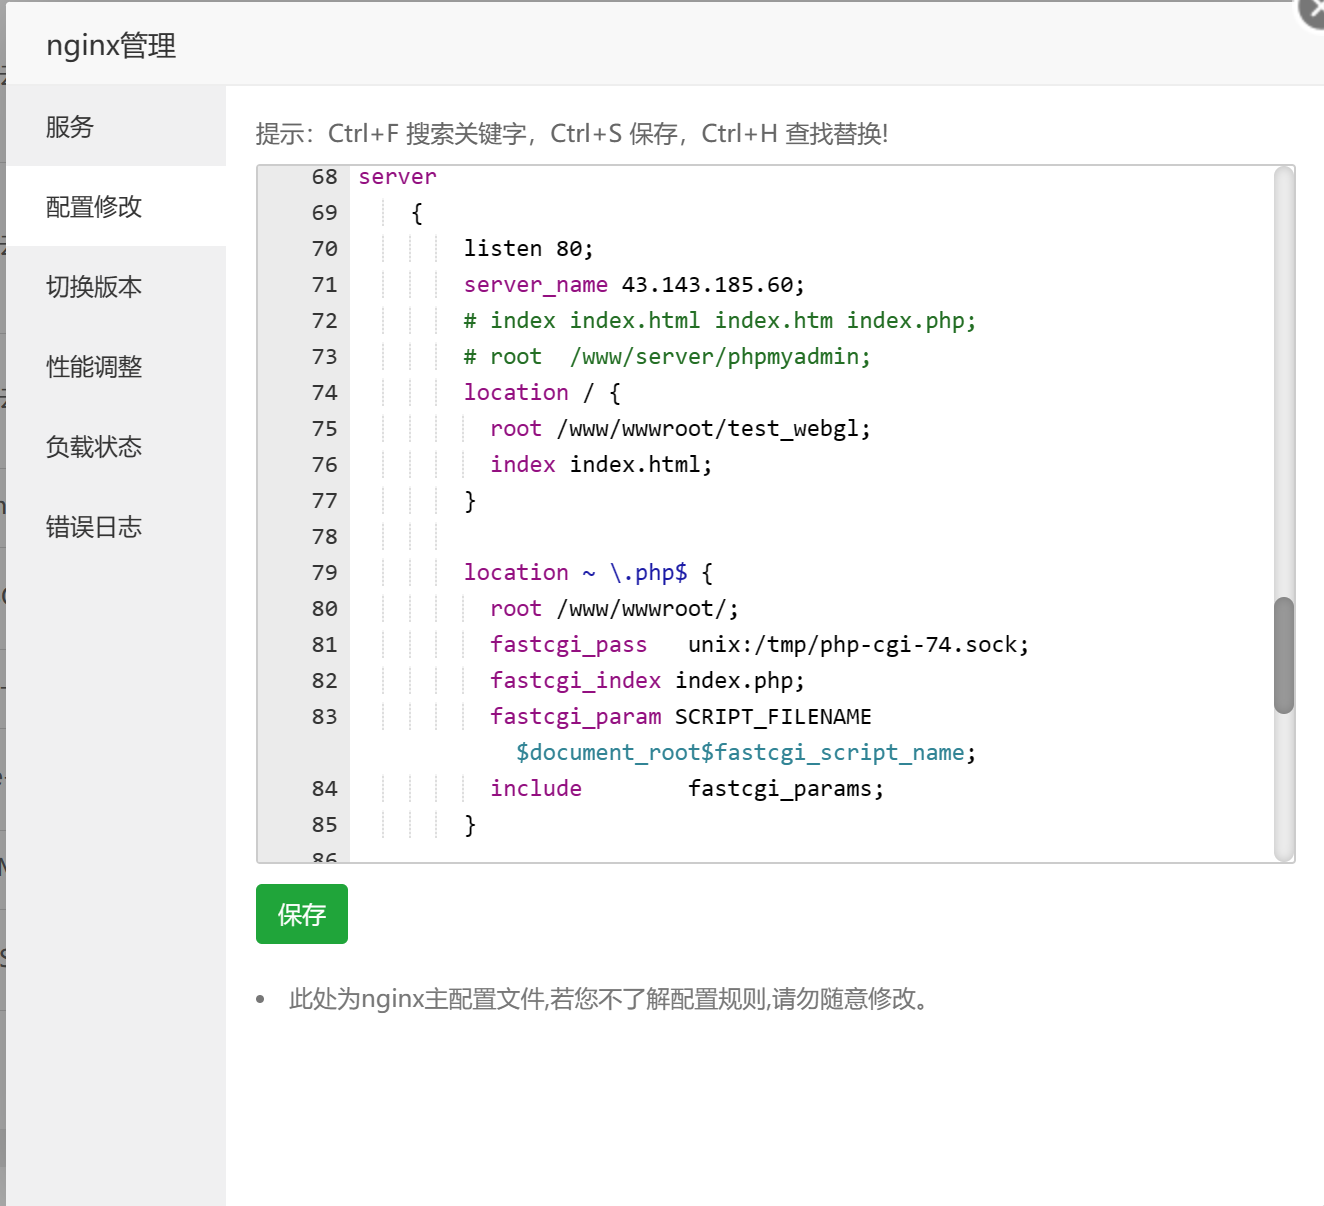 nginx管理
服务
配置修改
切换版本
性能调整
负载状态
错误日志
提示：Ctrl+F 搜索关键字，Ctrl+S 保存，Ctrl+H 查找替换!
68 server
69 {
70 listen 80;
71 server_name 43.143.185.60;
72 # index index.html index.htm index.php;
73 # root  /www/server/phpmyadmin;
74 location / {
75 root /www/wwwroot/test_webgl;
76 index index.html;
77 }
78
79 location ~ \.php$ {
80 root /www/wwwroot/;
81 fastcgi_pass   unix:/tmp/php-cgi-74.sock;
82 fastcgi_index index.php;
83 fastcgi_param SCRIPT_FILENAME
$document_root$fastcgi_script_name;
84 include        fastcgi_params;
85 }
86
保存
此处为nginx主配置文件,若您不了解配置规则,请勿随意修改。